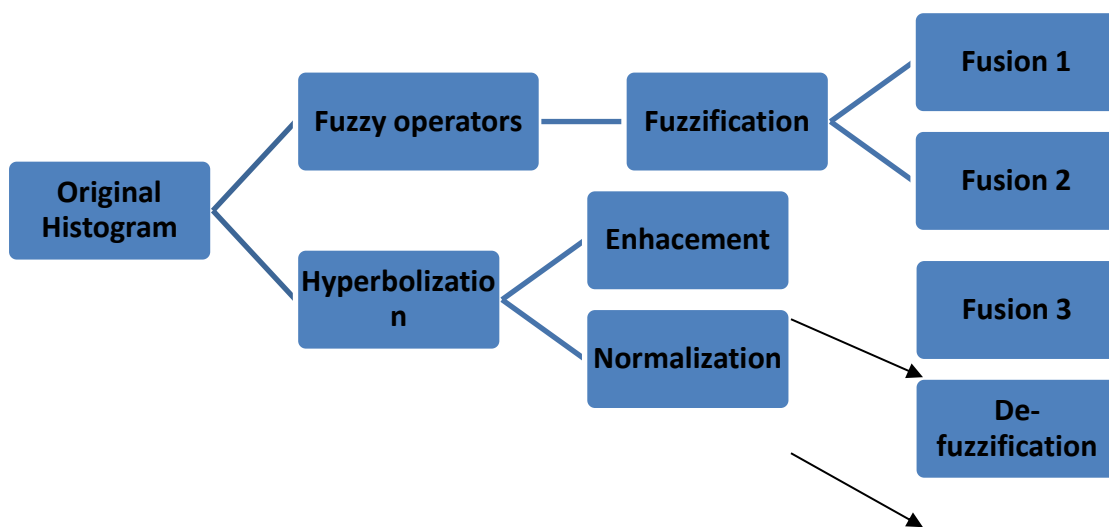 Original
Histogram
Fuzzy operators
Hyperbolizatio
n
Fuzzification
Enhacement
Normalization
Fusion 1
Fusion 2
Fusion 3
De-
fuzzification